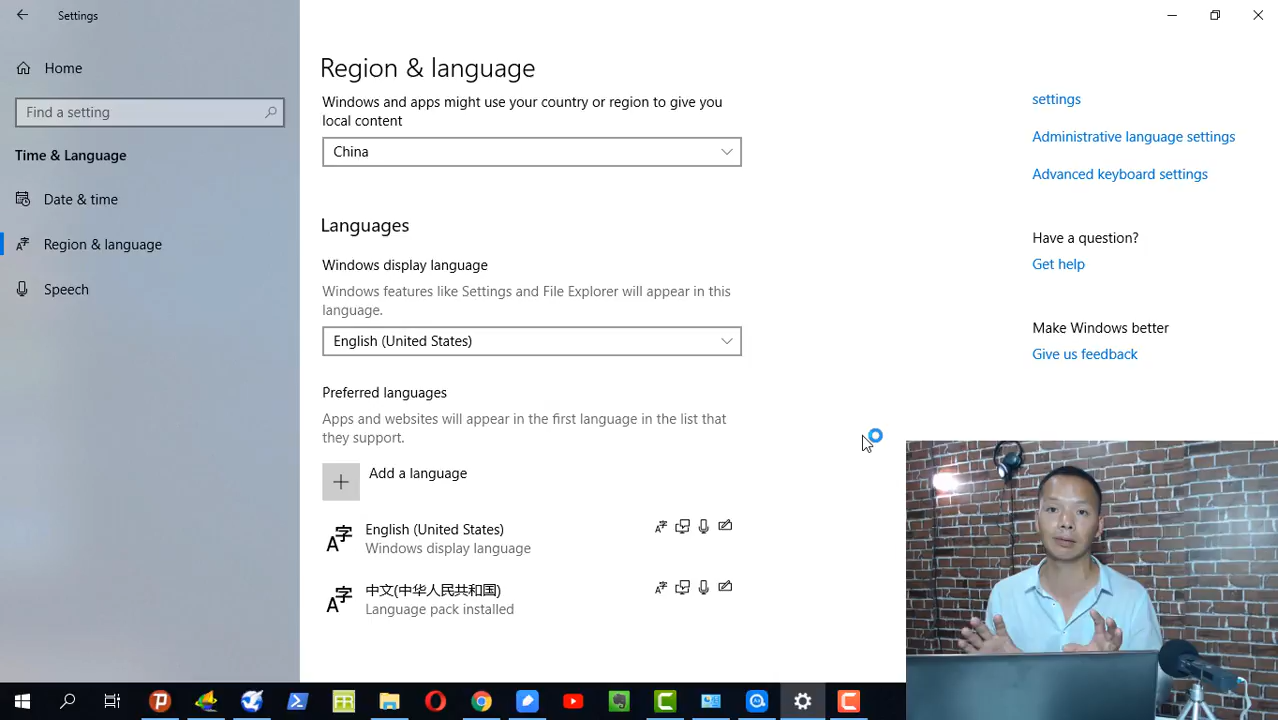 Settings
Home
Find a setting
Time & Language
Date & time
Region & language
Speech
Region & language
Windows and apps might use your country or region to give you
local content
China
Languages
Windows display language
Windows features like Settings and File Explorer will appear in this
language.
English (United States)
Preferred languages
Apps and websites will appear in the first language in the list that
they support.
Add a language
English (United States)
Windows display language
中文(中华人民共和国)
Language pack installed
settings
Administrative language settings
Advanced keyboard settings
Have a question?
Get help
Make Windows better
Give us feedback